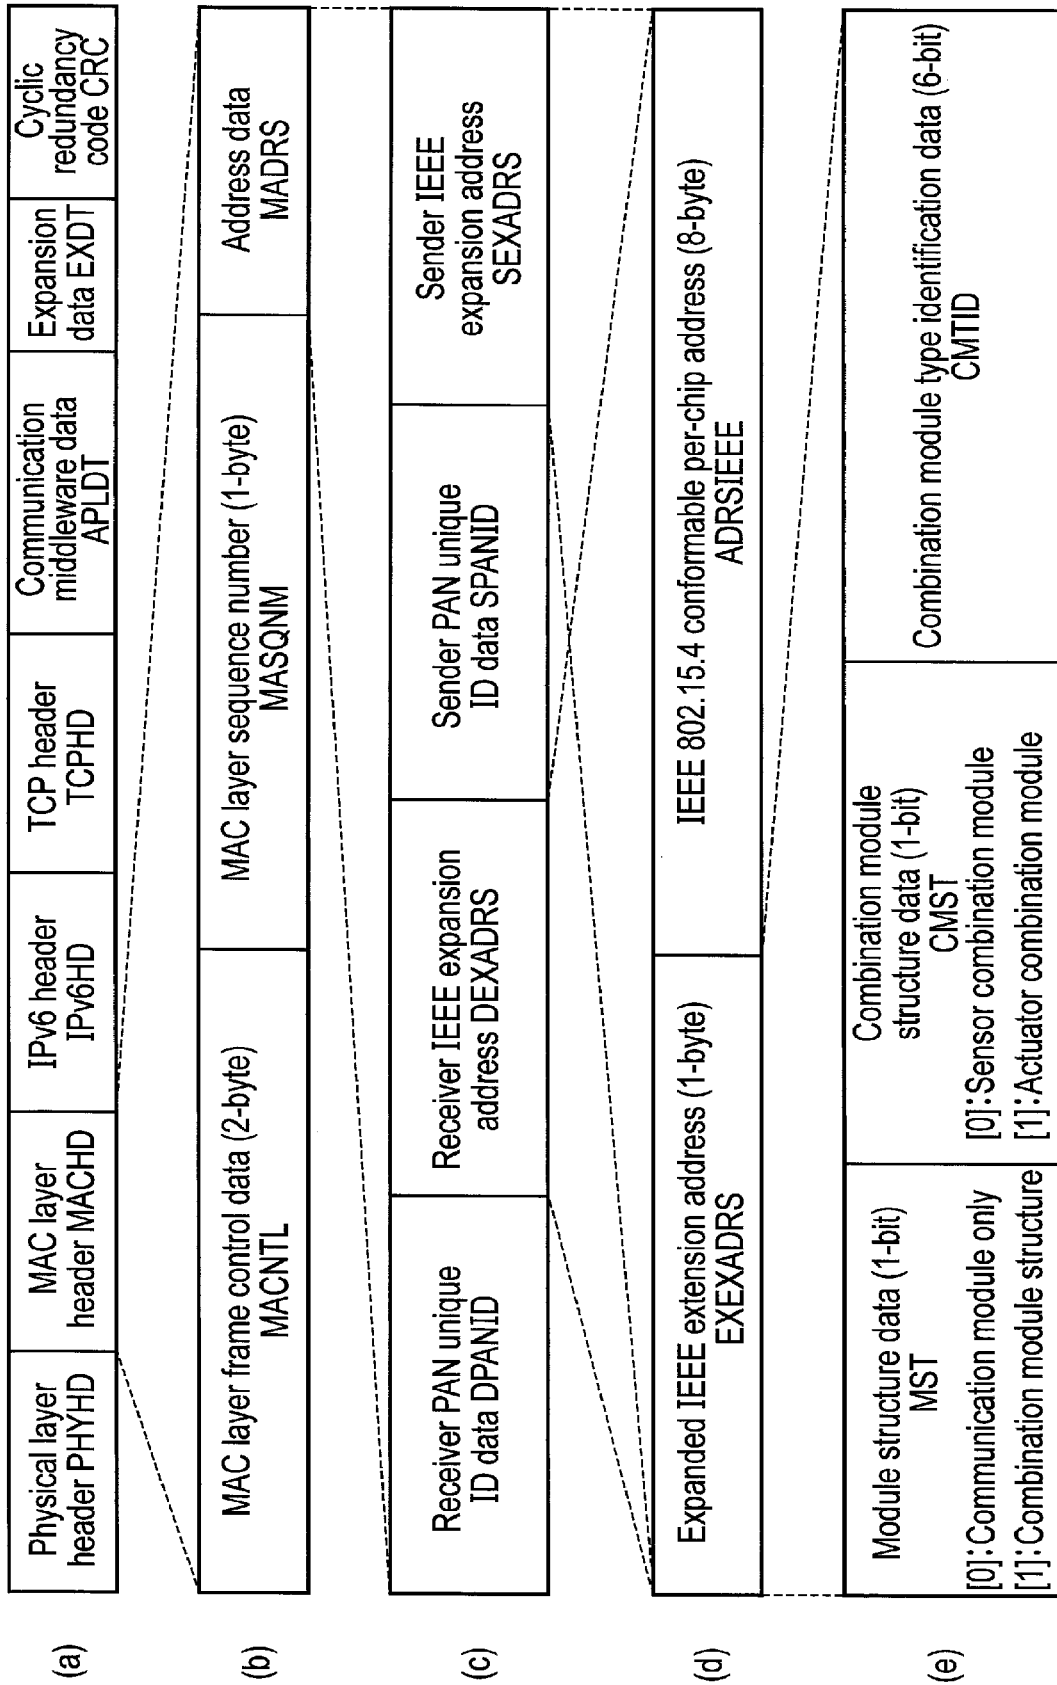 (a)
Physical layer
header PHYHD
MAC layer
header MACHD
IPv6 header
IPv6HD
TCP header
TCPHD
Communication
middleware data
APLDT
Expansion
data EXDT
Cyclic
redundancy
code CRC
(b)
MAC layer frame control data (2-byte)
MACNTL
MAC layer sequence number (1-byte)
MASQNM
Address data
MADRS
(c)
Receiver PAN unique
ID data DPANID
Receiver IEEE expansion
address DEXADRS
Sender PAN unique
ID data SPANID
Sender IEEE
expansion address
SEXADRS
(d)
Expanded IEEE extension address (1-byte)
EXEXADRS
IEEE 802.15.4 conformable per-chip address (8-byte)
ADRSIEEE
(e)
Module structure data (1-bit)
MST
[0]:Communication module only
[1]:Combination module structure
Combination module
structure data (1-bit)
CMST
[0]:Sensor combination module
[1]:Actuator combination module
Combination module type identification data (6-bit)
CMTID